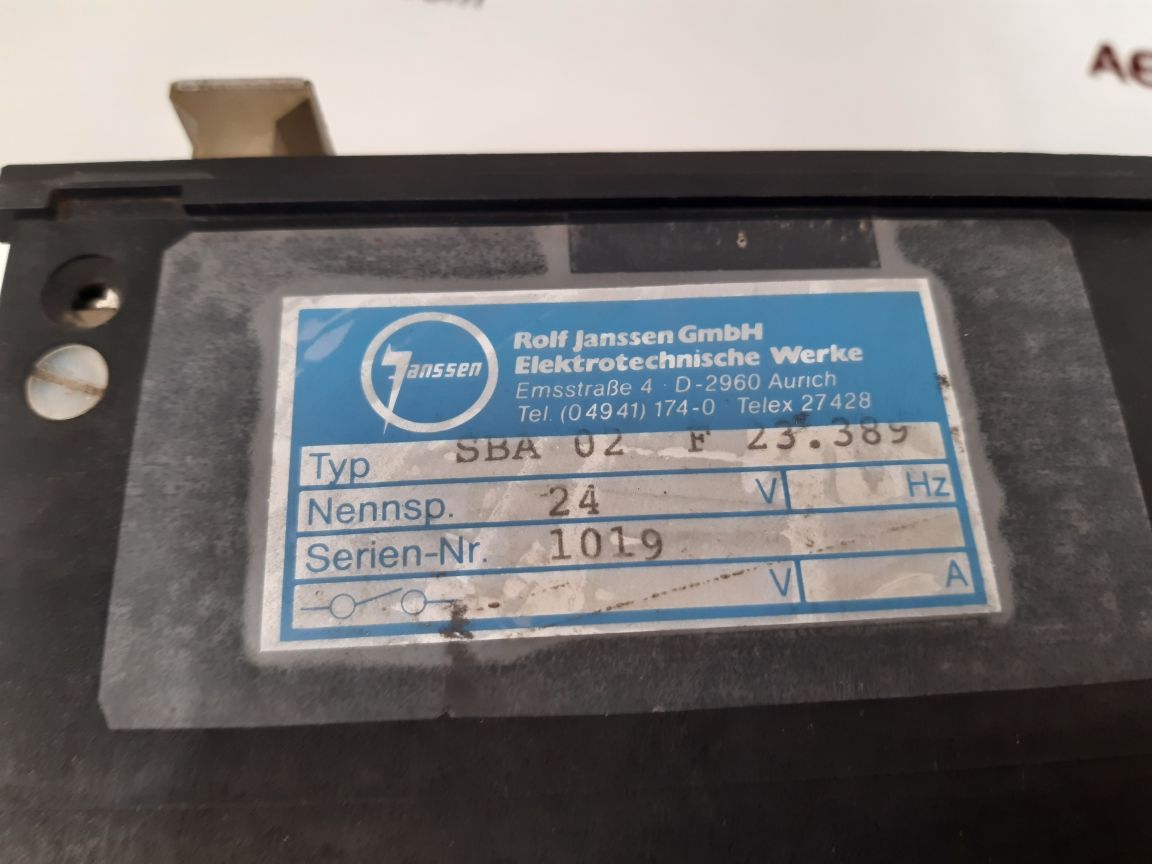 AE
Janssen
Rolf Janssen GmbH
Elektrotechnische Werke
Emsstraße 4 · D-2960 Aurich
Tel. (04941) 174-0 · Telex 27428
Typ SBA 02 F 23.389
Nennsp. 24 V Hz
Serien-Nr. 1019
V A